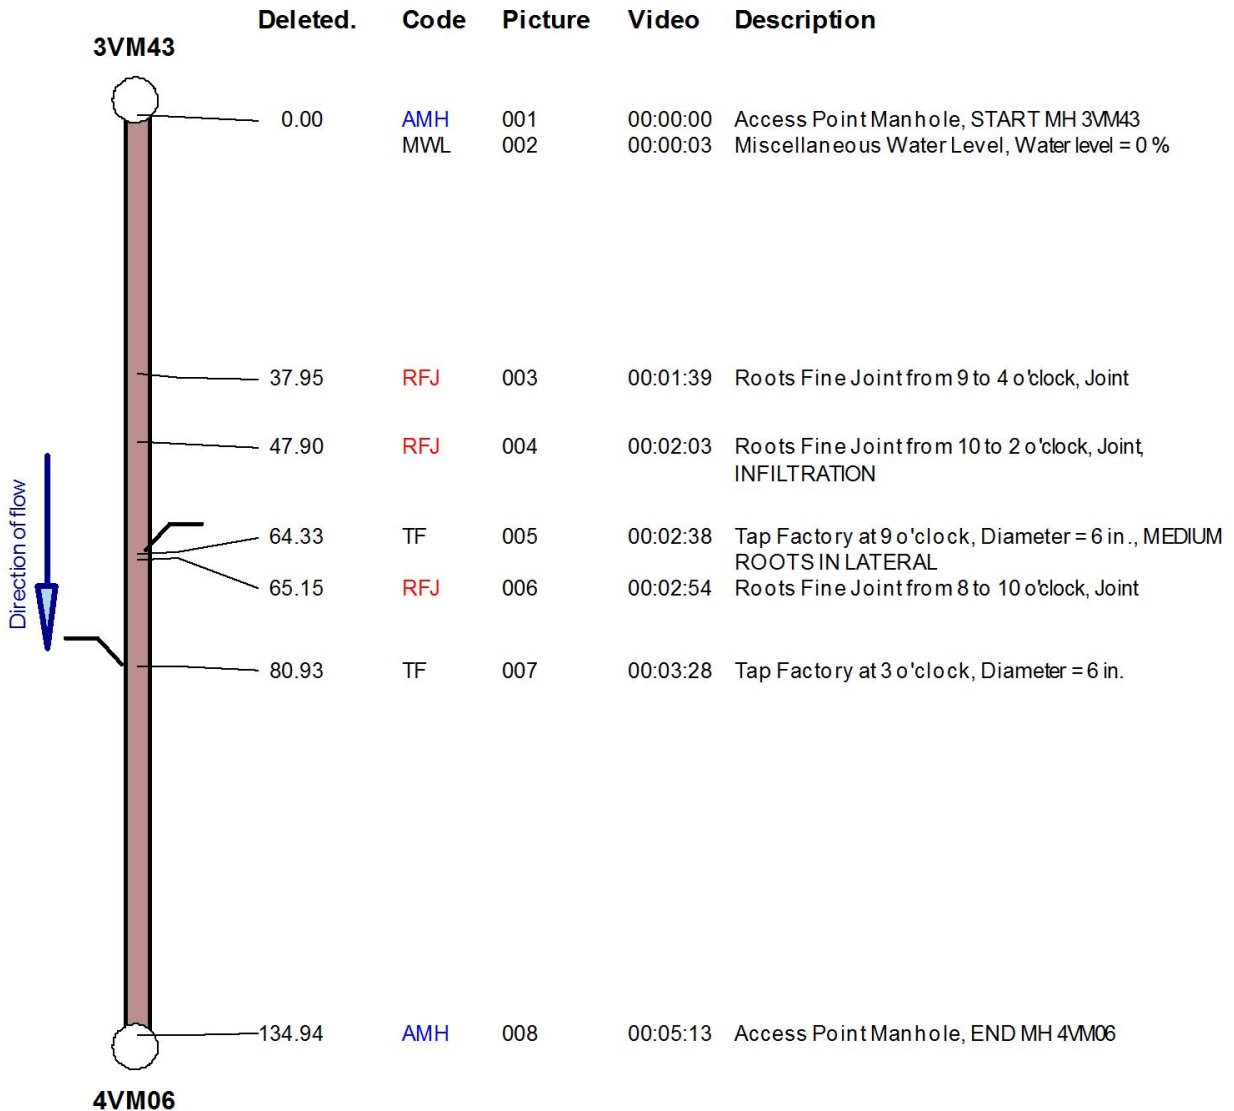 Deleted. Code Picture Video Description
3VM43
0.00 AMH 001 00:00:00 Access Point Manhole, START MH 3VM43
MWL 002 00:00:03 Miscellaneous Water Level, Water level = 0 %
37.95 RFJ 003 00:01:39 Roots Fine Joint from 9 to 4 o'clock, Joint
47.90 RFJ 004 00:02:03 Roots Fine Joint from 10 to 2 o'clock, Joint,
INFILTRATION
Direction of flow
64.33 TF 005 00:02:38 Tap Factory at 9 o'clock, Diameter = 6 in., MEDIUM
ROOTS IN LATERAL
65.15 RFJ 006 00:02:54 Roots Fine Joint from 8 to 10 o'clock, Joint
80.93 TF 007 00:03:28 Tap Factory at 3 o'clock, Diameter = 6 in.
134.94 AMH 008 00:05:13 Access Point Manhole, END MH 4VM06
4VM06